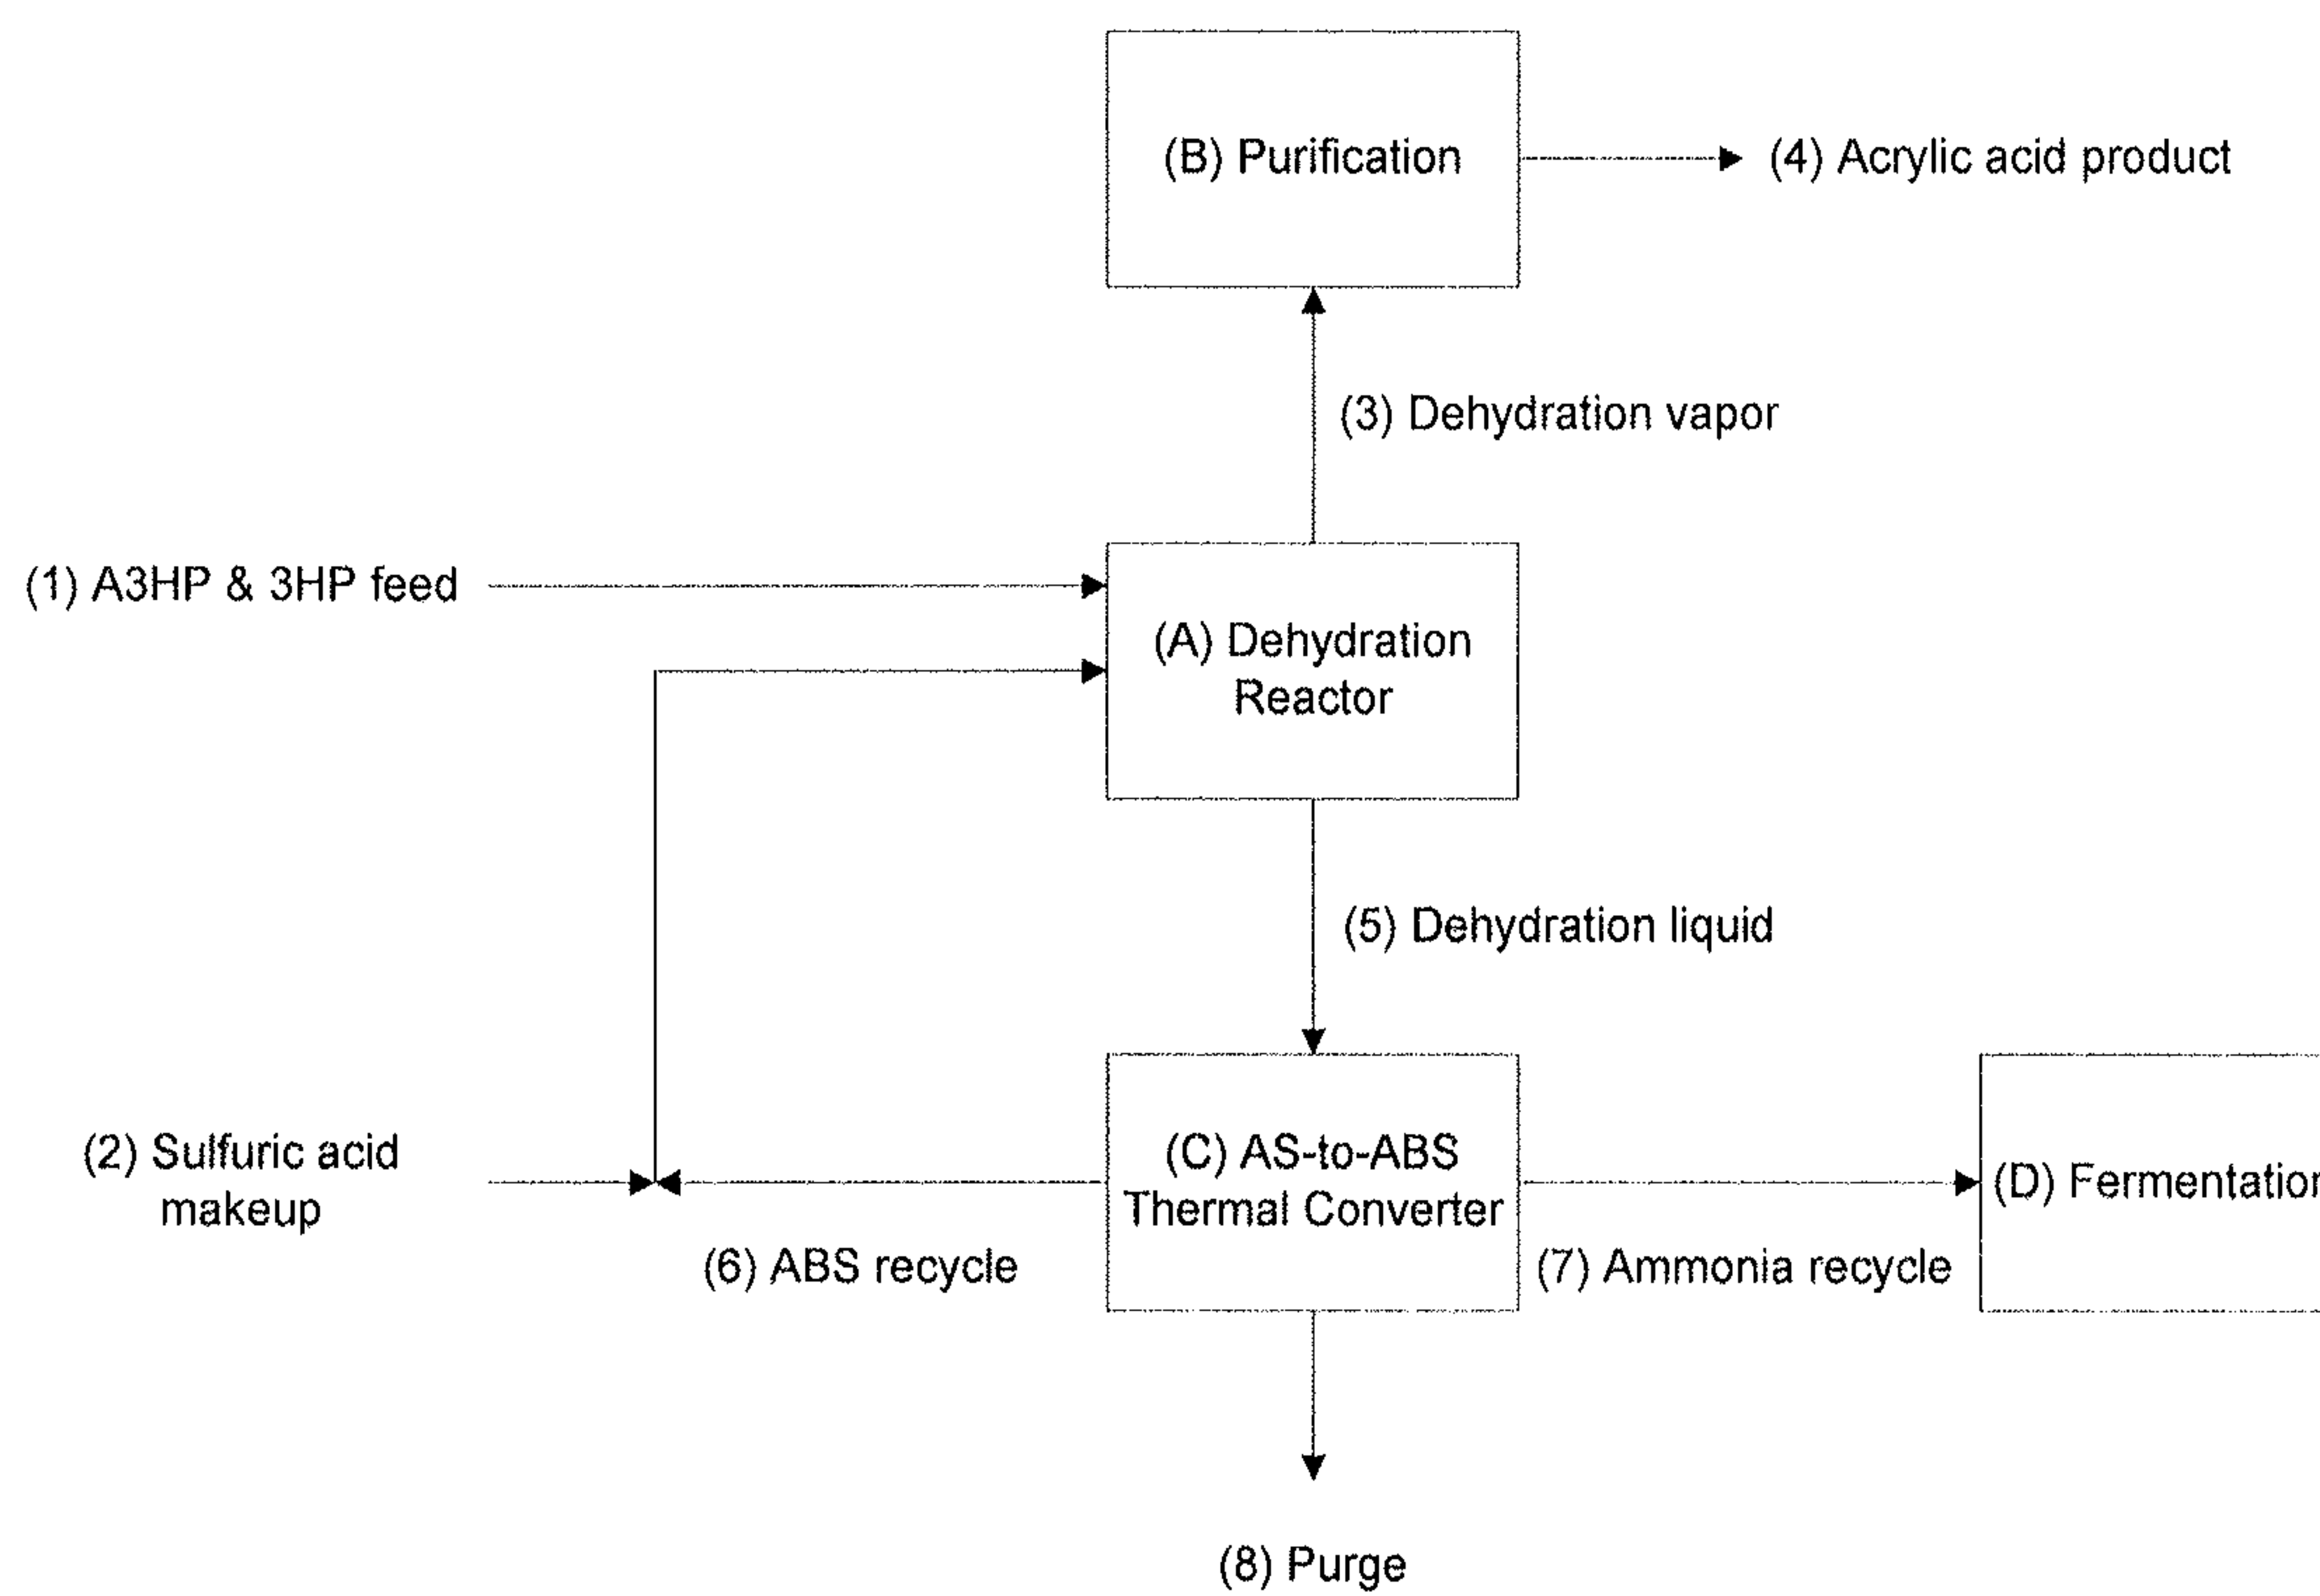 (B) Purification
(4) Acrylic acid product
(3) Dehydration vapor
(1) A3HP & 3HP feed
(A) Dehydration
Reactor
(5) Dehydration liquid
(2) Sulfuric acid
makeup
(6) ABS recycle
(C) AS-to-ABS
Thermal Converter
(7) Ammonia recycle
(D) Fermentation
(8) Purge